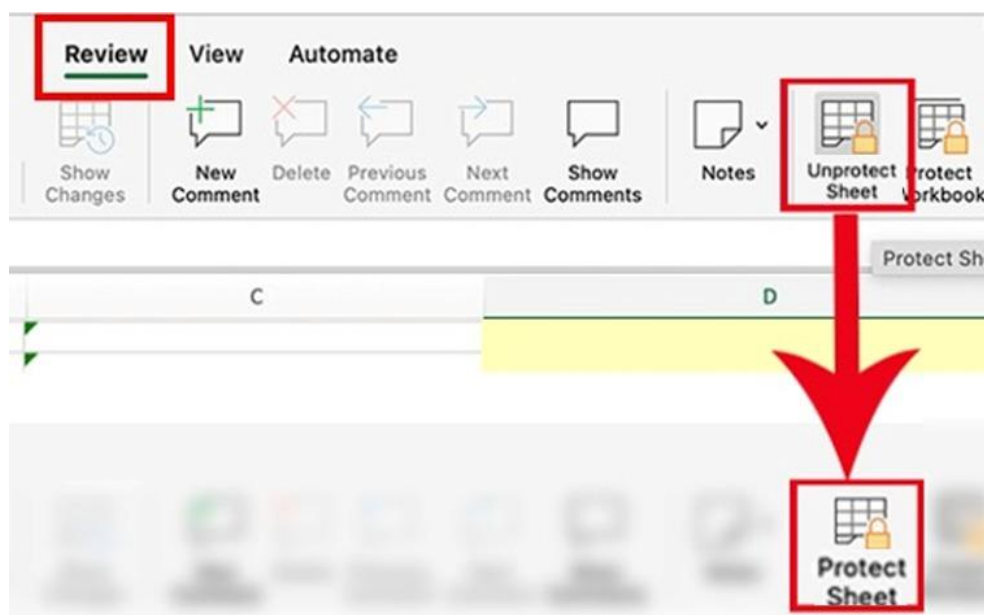 Review View Automate
Show Changes
New Comment
Delete
Previous Comment
Next Comment
Show Comments
Notes
Unprotect Sheet
Protect
Protect
C D
Protect Sheet